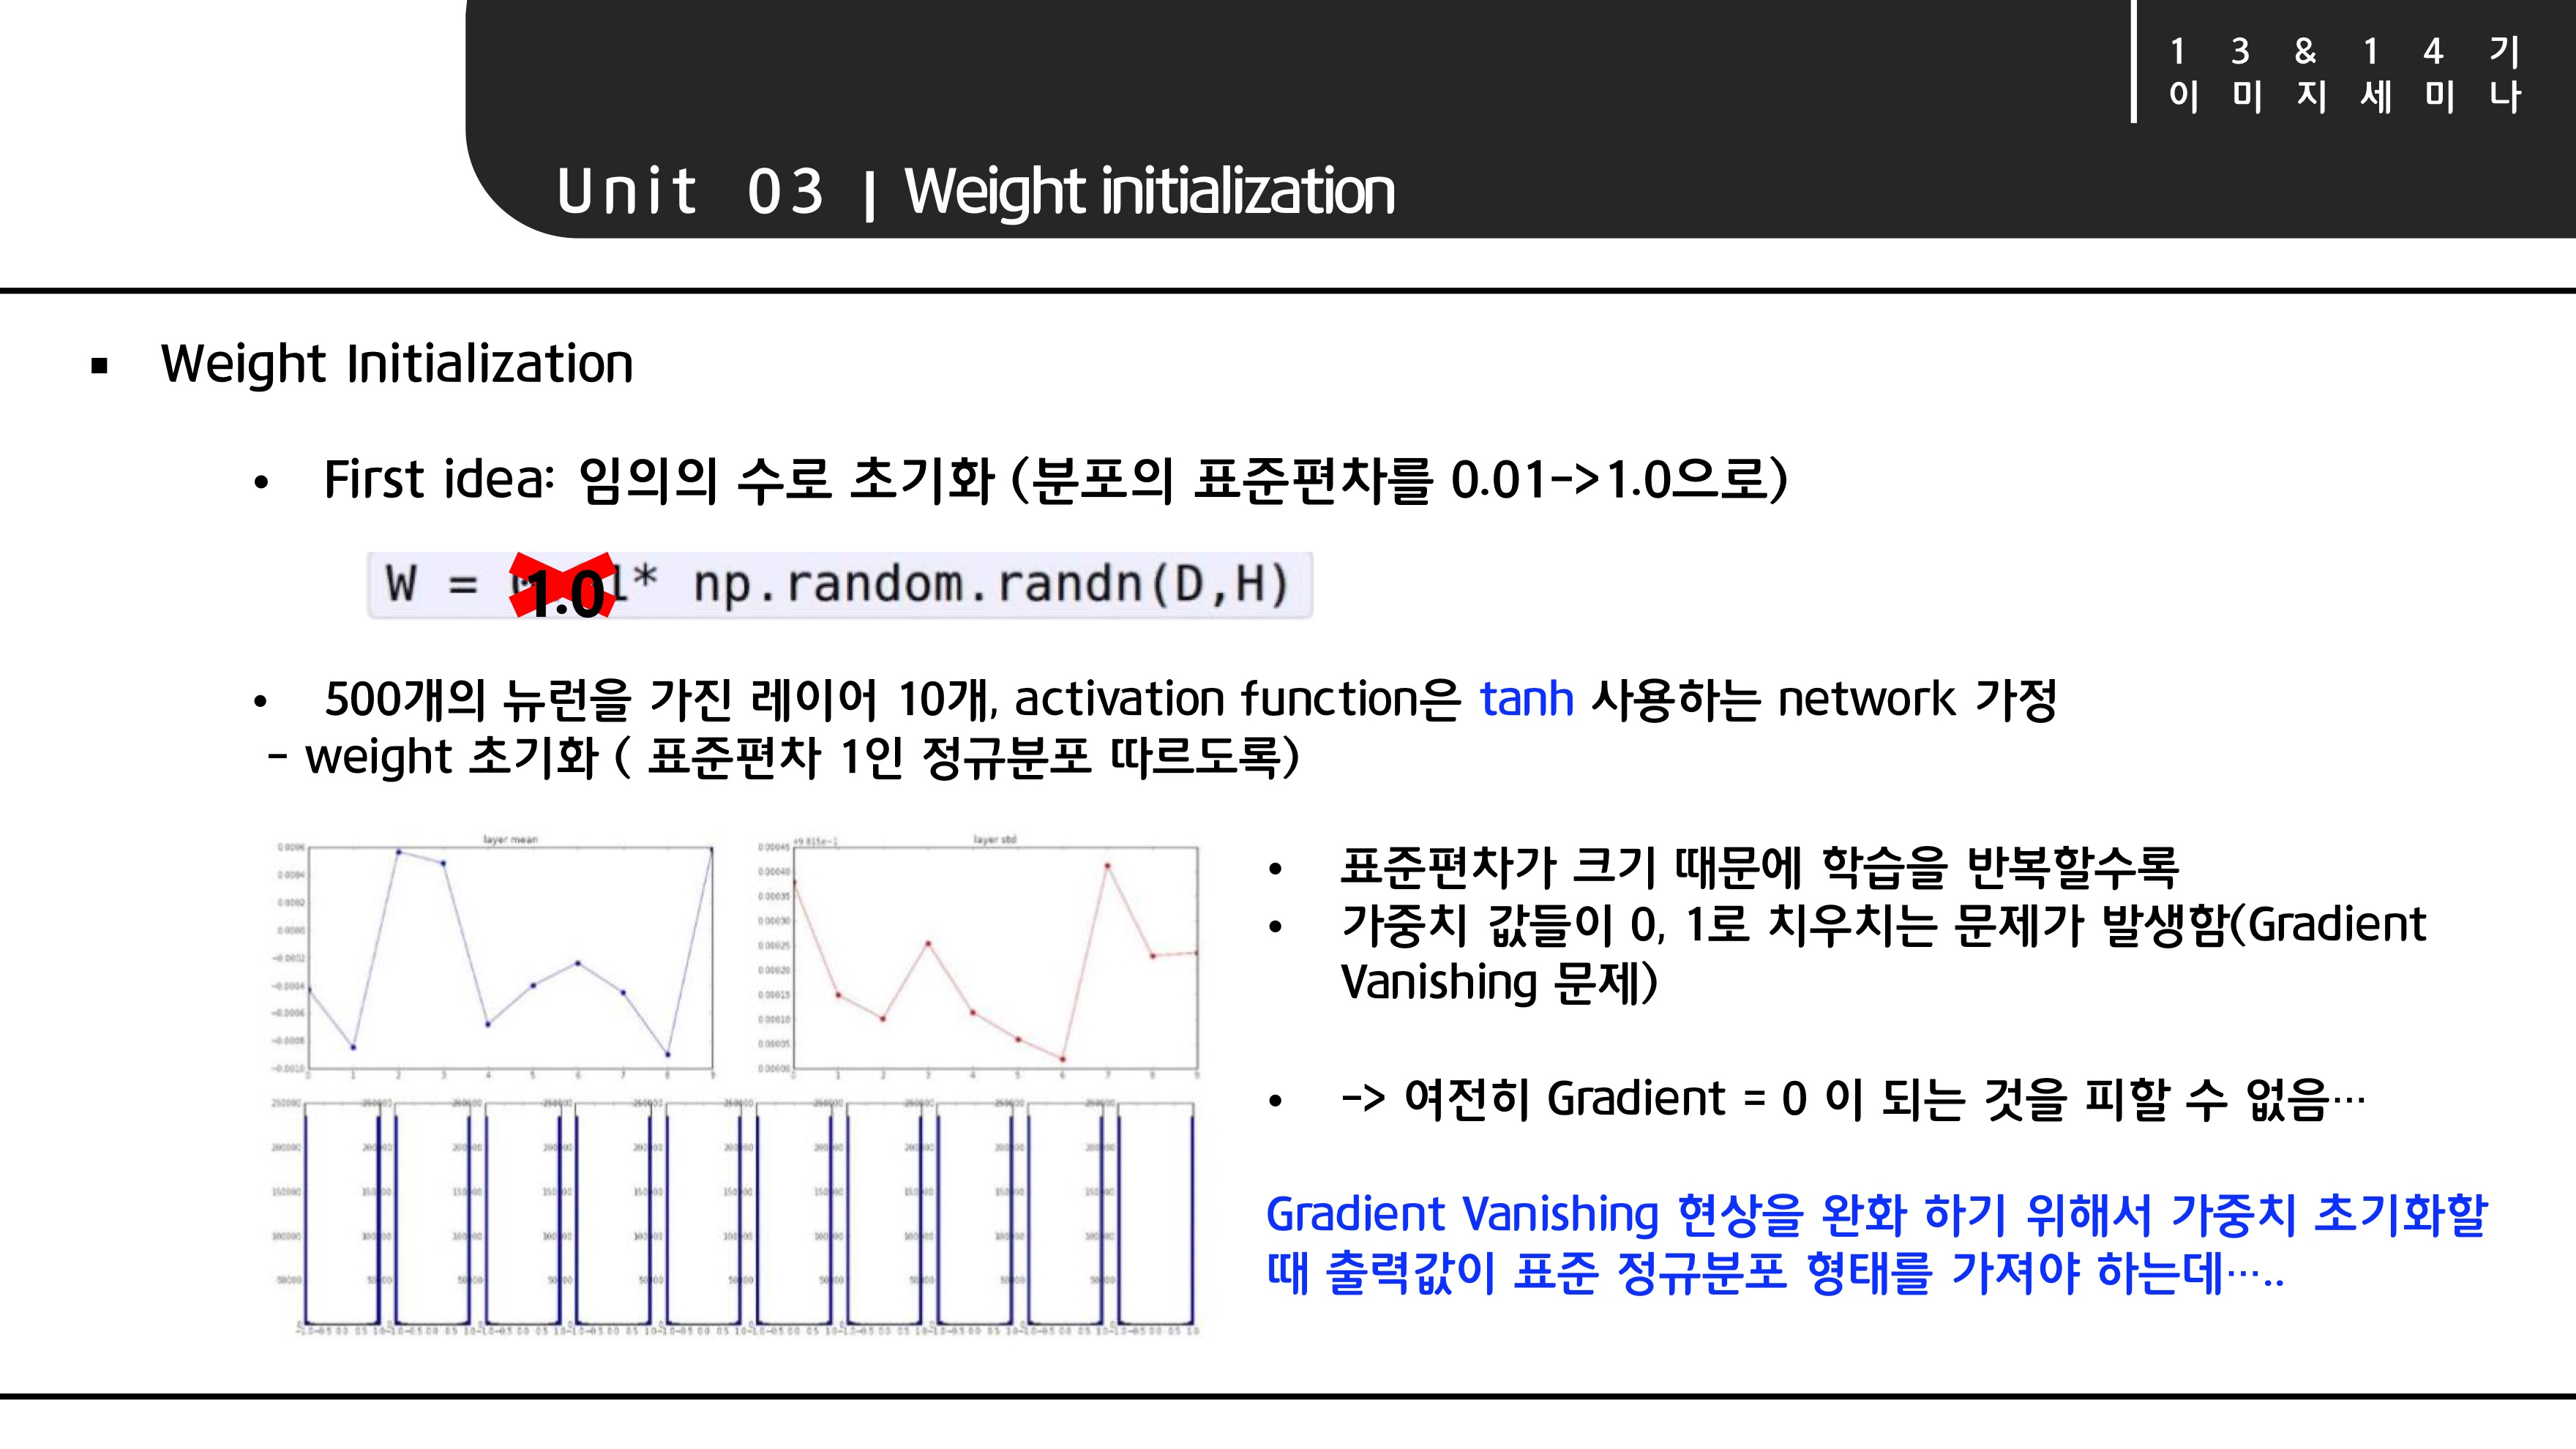 1 3 & 1 4 기
이 미 지 세 미 나
Unit 03 | Weight initialization
▪ Weight Initialization
• First idea: 임의의 수로 초기화 (분포의 표준편차를 0.01->1.0으로)
W = 1.0* np.random.randn(D,H)
• 500개의 뉴런을 가진 레이어 10개, activation function은 tanh 사용하는 network 가정
- weight 초기화 ( 표준편차 1인 정규분포 따르도록)
layer mean
layer std
• 표준편차가 크기 때문에 학습을 반복할수록
• 가중치 값들이 0, 1로 치우치는 문제가 발생함(Gradient
Vanishing 문제)
• -> 여전히 Gradient = 0 이 되는 것을 피할 수 없음…
Gradient Vanishing 현상을 완화 하기 위해서 가중치 초기화할
때 출력값이 표준 정규분포 형태를 가져야 하는데…..